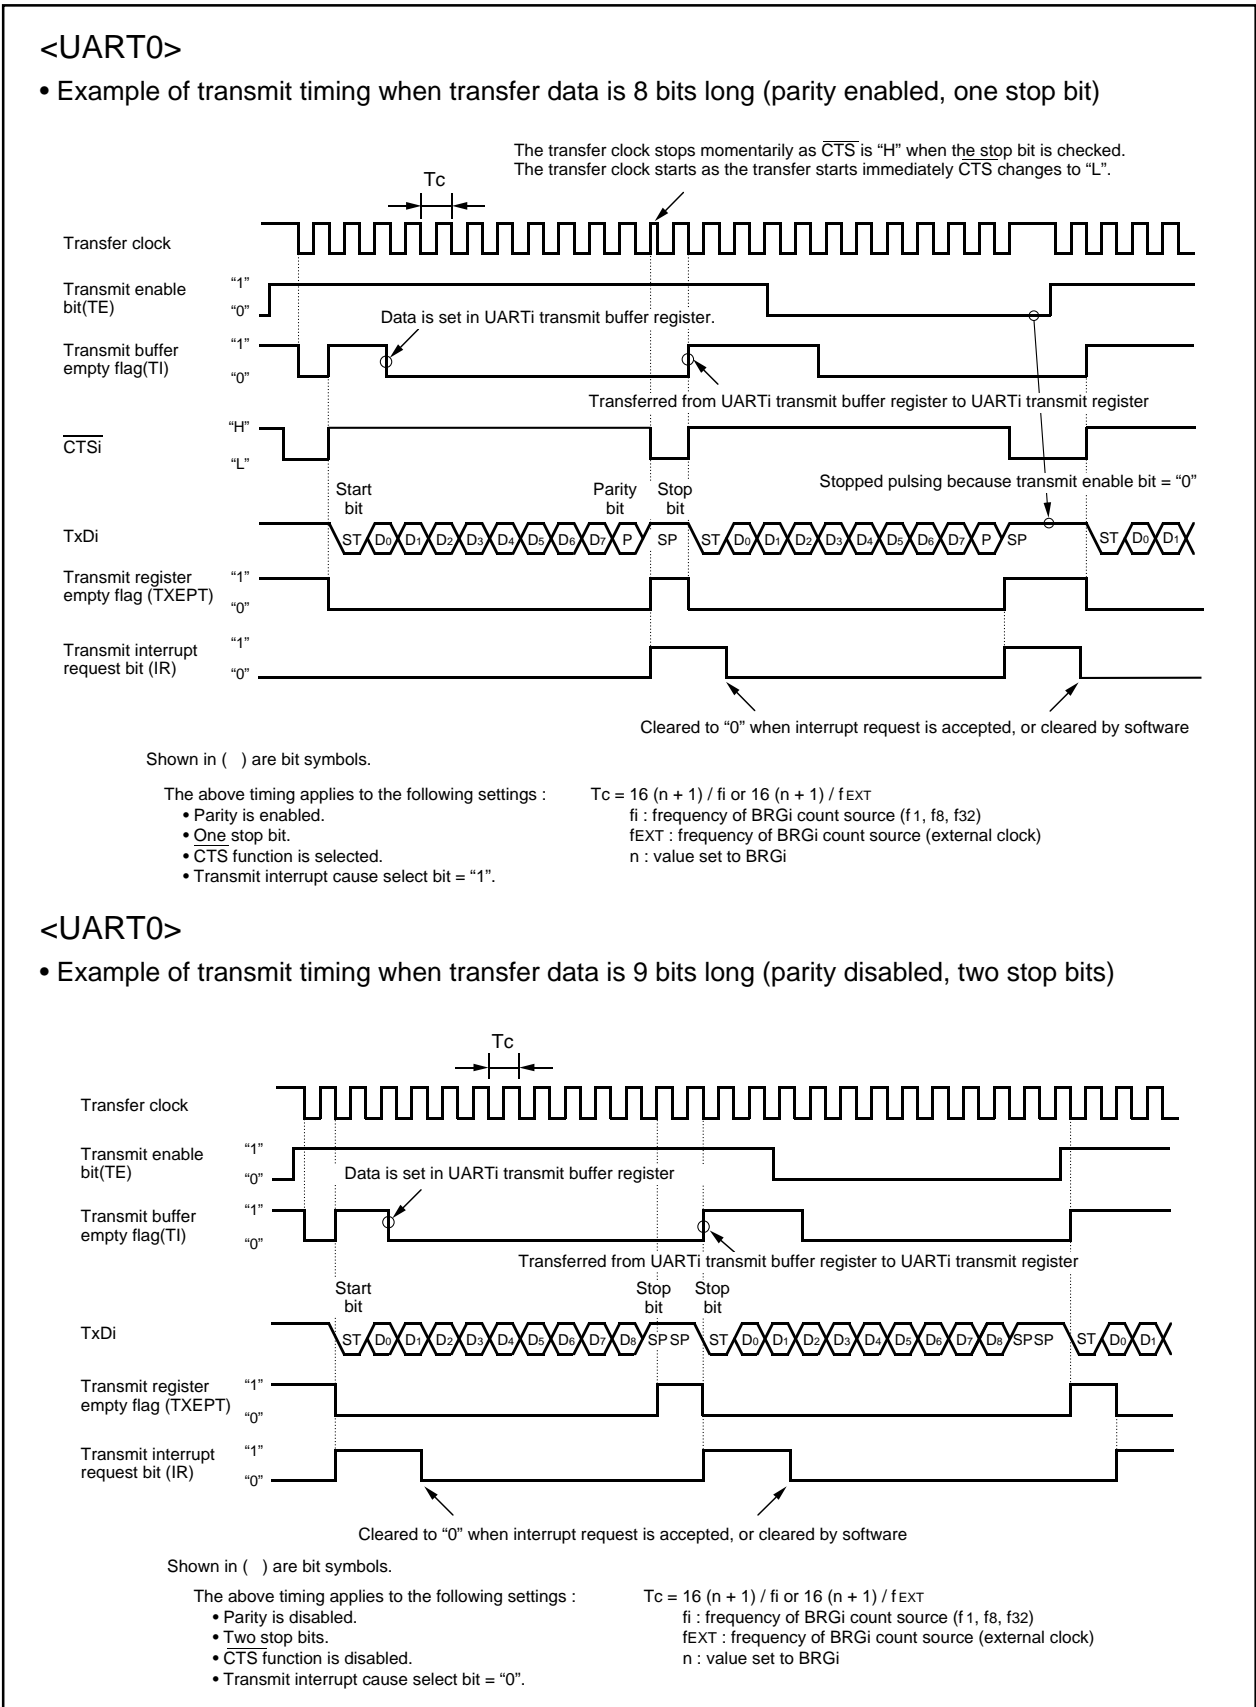 <UART0>
• Example of transmit timing when transfer data is 8 bits long (parity enabled, one stop bit)
The transfer clock stops momentarily as CTS is “H” when the stop bit is checked.
The transfer clock starts as the transfer starts immediately CTS changes to “L”.
Tc
Transfer clock
Transmit enable
bit(TE)
“1”
“0”
Data is set in UARTi transmit buffer register.
Transmit buffer
empty flag(TI)
“1”
“0”
Transferred from UARTi transmit buffer register to UARTi transmit register
CTSi
“H”
“L”
Stopped pulsing because transmit enable bit = “0”
Start
bit
Parity
bit
Stop
bit
TxDi
ST D0 D1 D2 D3 D4 D5 D6 D7 P SP ST D0 D1 D2 D3 D4 D5 D6 D7 P SP ST D0 D1
Transmit register
empty flag (TXEPT)
“1”
“0”
Transmit interrupt
request bit (IR)
“1”
“0”
Cleared to “0” when interrupt request is accepted, or cleared by software
Shown in ( ) are bit symbols.
The above timing applies to the following settings :
• Parity is enabled.
• One stop bit.
• CTS function is selected.
• Transmit interrupt cause select bit = “1”.
Tc = 16 (n + 1) / fi or 16 (n + 1) / fEXT
fi : frequency of BRGi count source (f1, f8, f32)
fEXT : frequency of BRGi count source (external clock)
n : value set to BRGi
<UART0>
• Example of transmit timing when transfer data is 9 bits long (parity disabled, two stop bits)
Tc
Transfer clock
Transmit enable
bit(TE)
“1”
“0”
Data is set in UARTi transmit buffer register
Transmit buffer
empty flag(TI)
“1”
“0”
Transferred from UARTi transmit buffer register to UARTi transmit register
Start
bit
Stop
bit
Stop
bit
TxDi
ST D0 D1 D2 D3 D4 D5 D6 D7 D8 SP SP ST D0 D1 D2 D3 D4 D5 D6 D7 D8 SP SP ST D0 D1
Transmit register
empty flag (TXEPT)
“1”
“0”
Transmit interrupt
request bit (IR)
“1”
“0”
Cleared to “0” when interrupt request is accepted, or cleared by software
Shown in ( ) are bit symbols.
The above timing applies to the following settings :
• Parity is disabled.
• Two stop bits.
• CTS function is disabled.
• Transmit interrupt cause select bit = “0”.
Tc = 16 (n + 1) / fi or 16 (n + 1) / fEXT
fi : frequency of BRGi count source (f1, f8, f32)
fEXT : frequency of BRGi count source (external clock)
n : value set to BRGi